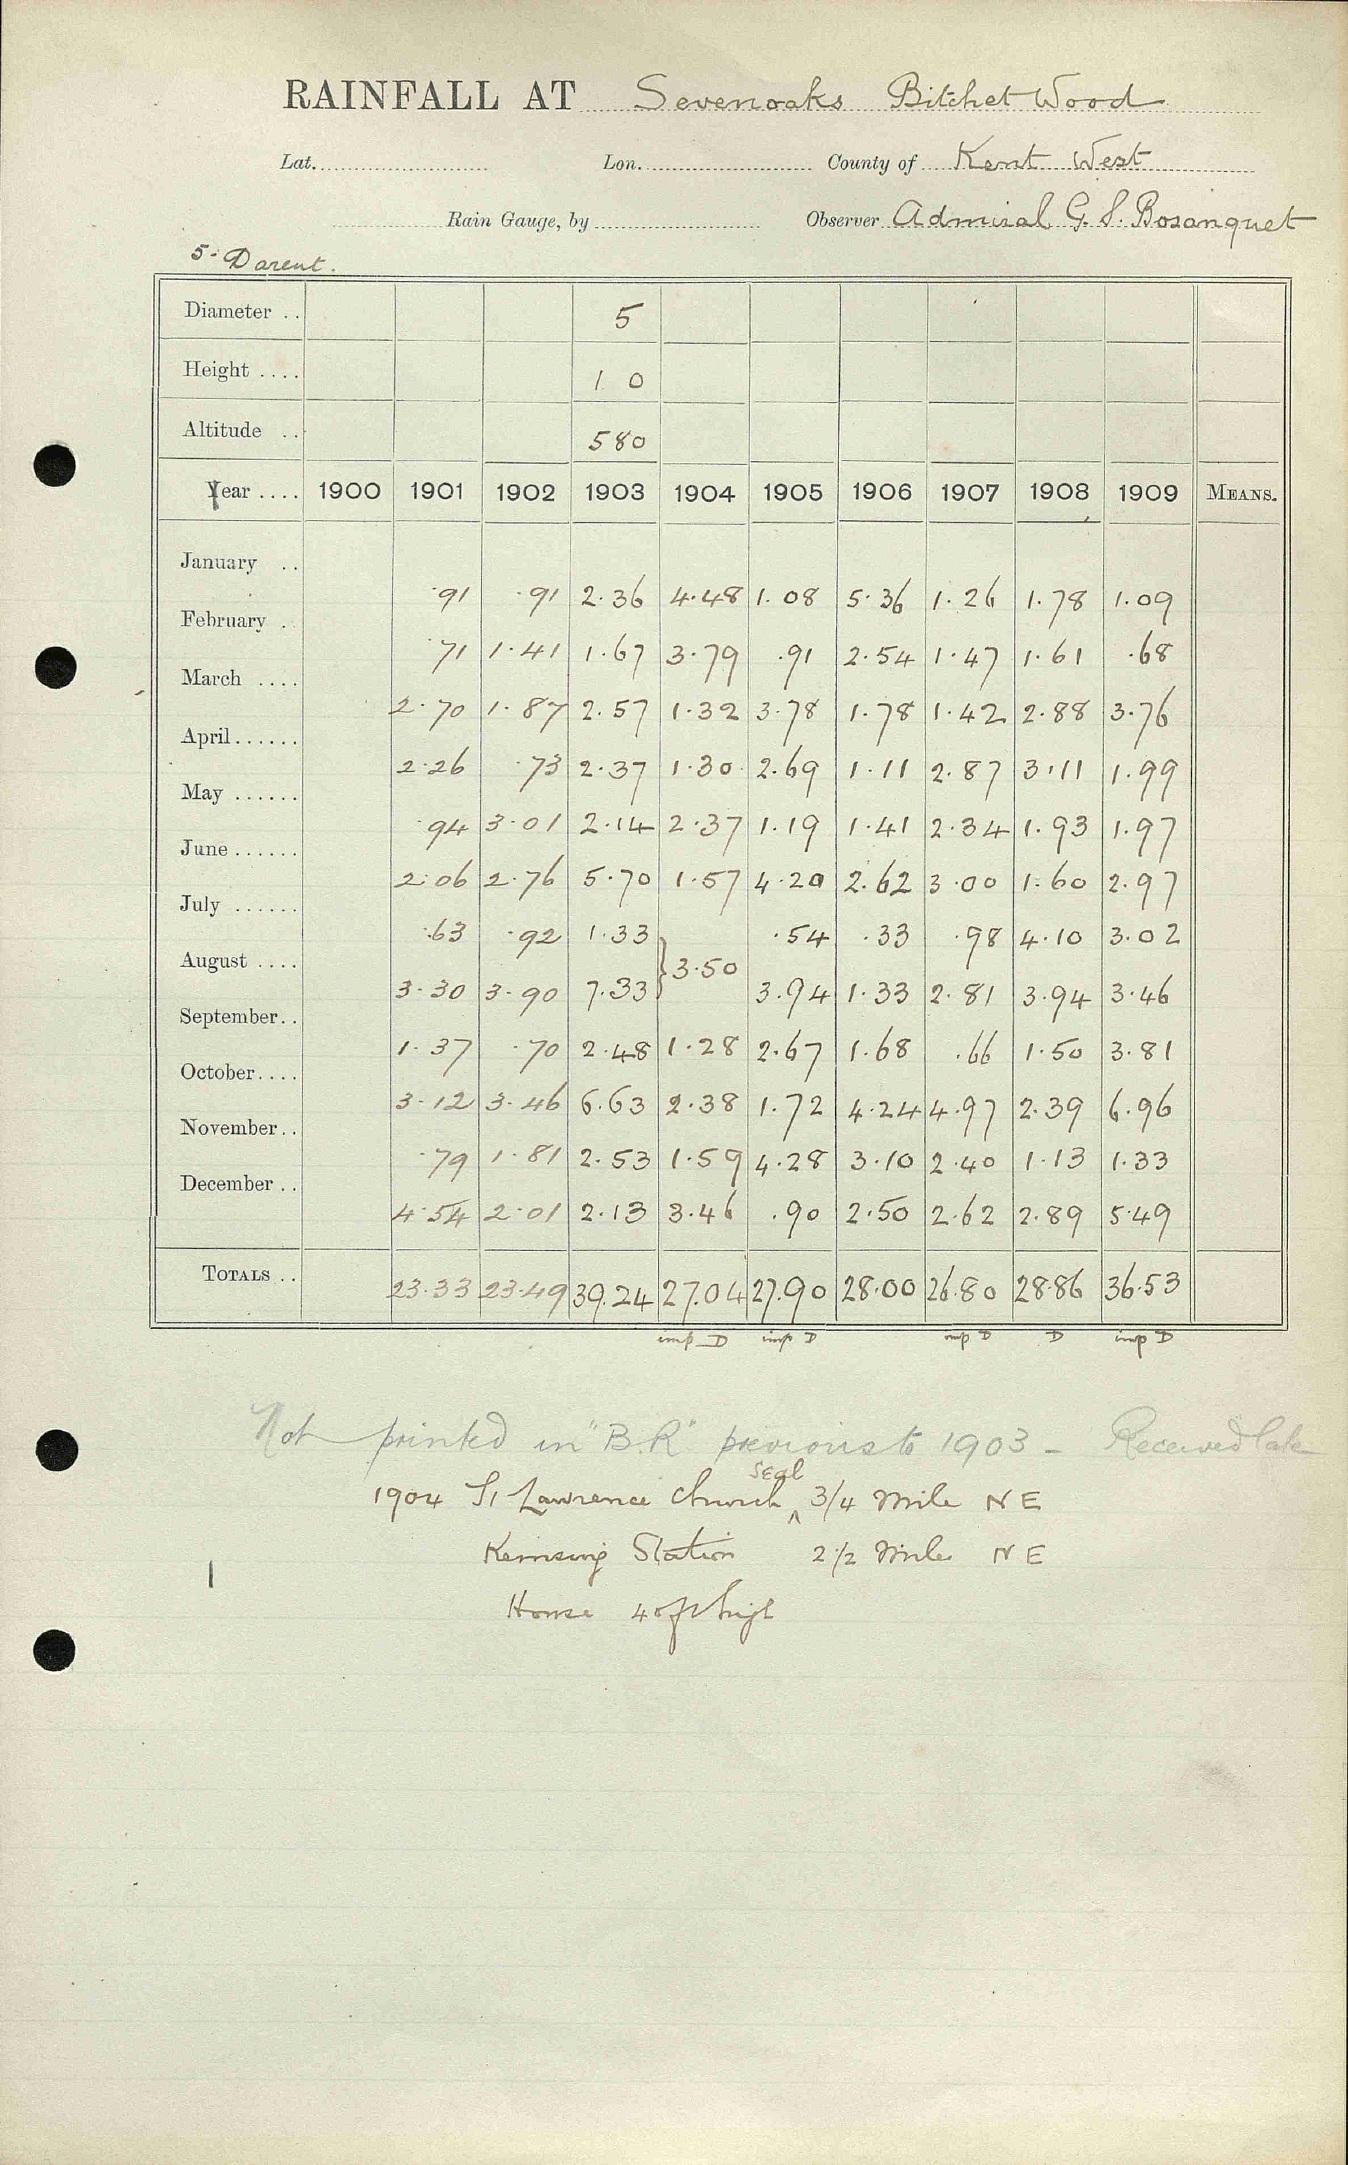 RAINFALL AT Sevenoaks Bitchet Wood
Lat. Lon. County of Kent West
Rain Gauge, by Observer Admiral G. S. Bosanquet
5. Darent.
Diameter .. 5
Height .... 1 0
Altitude .. 580
Year .... 1900 1901 1902 1903 1904 1905 1906 1907 1908 1909 MEANS.
January .. .91 .91 2.36 4.48 1.08 5.36 1.26 1.78 1.09
February . .71 1.41 1.67 3.79 .91 2.54 1.47 1.61 .68
March .... 2.70 1.87 2.57 1.32 3.78 1.78 1.42 2.88 3.76
April...... 2.26 .73 2.37 1.30 2.69 1.11 2.87 3.11 1.99
May ...... .94 3.01 2.14 2.37 1.19 1.41 2.34 1.93 1.97
June ...... 2.06 2.76 5.70 1.57 4.20 2.62 3.00 1.60 2.97
July ...... .63 .92 1.33 } 3.50 .54 .33 .98 4.10 3.02
August .... 3.30 3.90 7.33 3.94 1.33 2.81 3.94 3.46
September.. 1.37 .70 2.48 1.28 2.67 1.68 .66 1.50 3.81
October.... 3.12 3.46 6.63 2.38 1.72 4.24 4.97 2.39 6.96
November.. .79 1.81 2.53 1.59 4.28 3.10 2.40 1.13 1.33
December .. 4.54 2.01 2.13 3.46 .90 2.50 2.62 2.89 5.49
TOTALS .. 23.33 23.49 39.24 27.04 27.90 28.00 26.80 28.86 36.53
imp D imp D imp D D imp D
Not printed in "B.R" previous to 1903 - Received late
1904 St Lawrence Church Seal 3/4 Mile NE
Kemsing Station 2 1/2 Miles NE
House 40 ft high